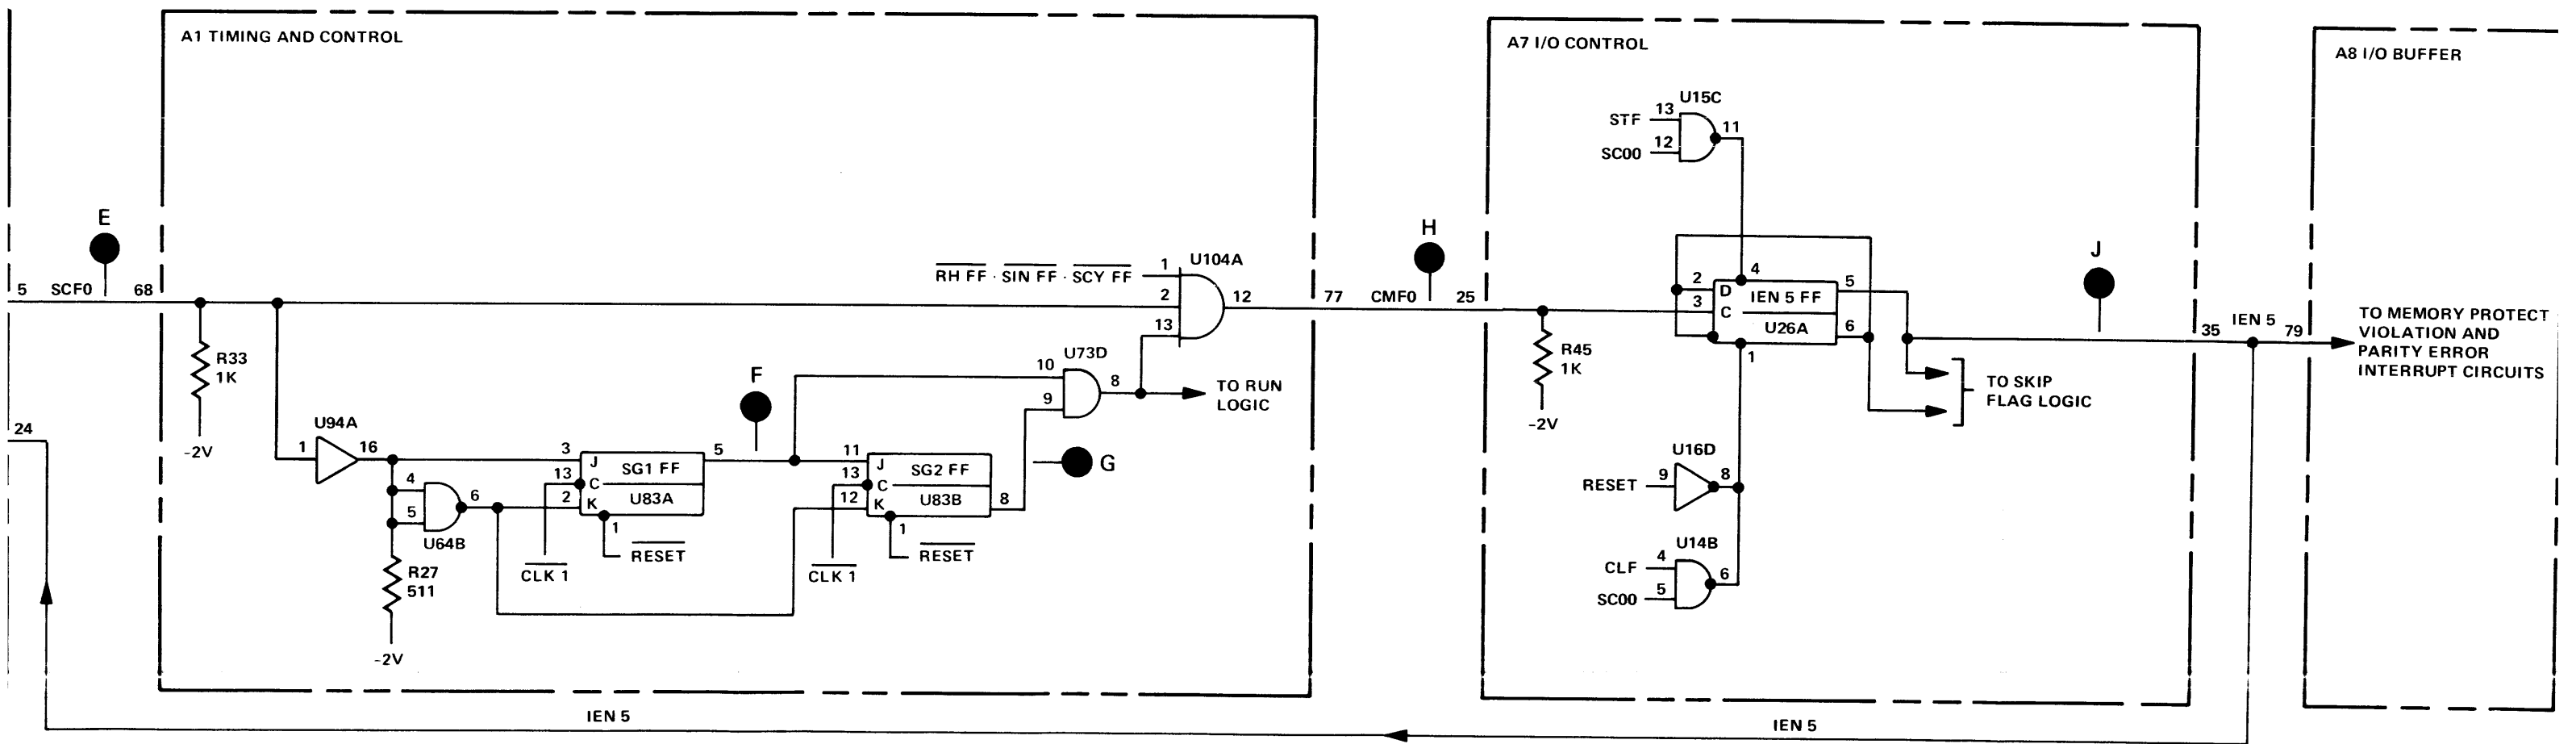 A1 TIMING AND CONTROL
E
5 SCF0 68
24
R33
1K
-2V
U94A
1 16
4
5
6
U64B
R27
511
-2V
3 J SG1 FF 5
13 C
2 K U83A
1
CLK 1
RESET
F
11 J SG2 FF
13 C
12 K U83B 8
1
CLK 1
RESET
G
U73D
10
9
8
TO RUN
LOGIC
RH FF · SIN FF · SCY FF
U104A
1
2
13
12
77 CMF0 25
H
A7 I/O CONTROL
U15C
STF 13
SC00 12
11
4
2 D IEN 5 FF 5
3 C
U26A 6
1
R45
1K
-2V
U16D
RESET 9 8
U14B
CLF 4
SC00 5
6
TO SKIP
FLAG LOGIC
J
35 IEN 5 79
A8 I/O BUFFER
TO MEMORY PROTECT
VIOLATION AND
PARITY ERROR
INTERRUPT CIRCUITS
IEN 5
IEN 5